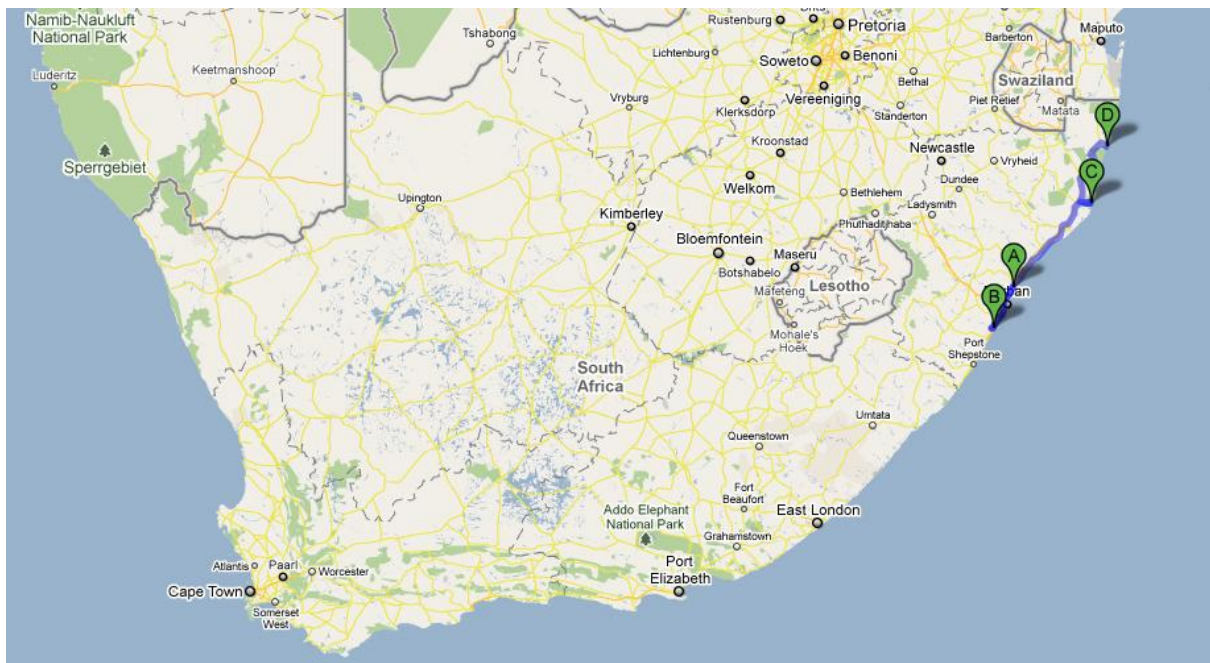 Namib-Naukluft
National Park
Luderitz
Keetmanshoop
Sperrgebiet
Tshabong
Rustenburg
Pretoria
Lichtenburg
Soweto
Benoni
Vryburg
Klerksdorp
Vereeniging
Bethal
Standerton
Barberton
Maputo
Swaziland
Piet Retief
Matata
Kroonstad
Newcastle
Vryheid
D
Welkom
Dundee
C
Upington
Bethlehem
Ladysmith
Kimberley
Phuthaditjhaba
Bloemfontein
Botshabelo
Maseru
Mafeteng
Lesotho
A
B
Mohale's
Hoek
Port
Shepstone
South
Africa
Umtata
Queenstown
Fort
Beaufort
East London
Addo Elephant
National Park
Grahamstown
Port
Elizabeth
Atlantis
Paarl
Worcester
Cape Town
Somerset
West